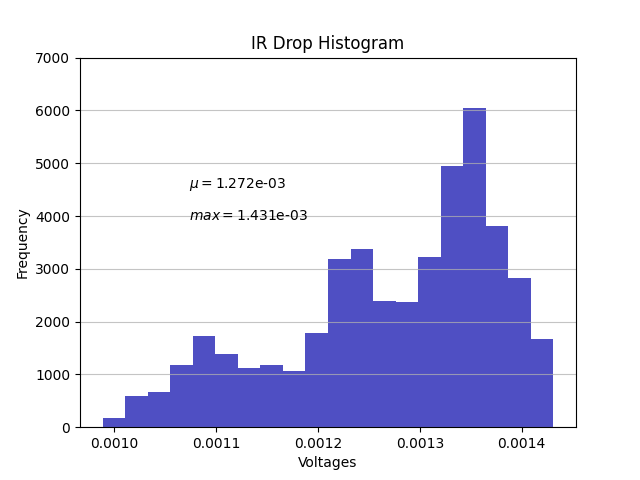 IR Drop Histogram
7000
6000
5000
4000
3000
2000
1000
0
Frequency
μ = 1.272e-03
max = 1.431e-03
0.0010 0.0011 0.0012 0.0013 0.0014
Voltages